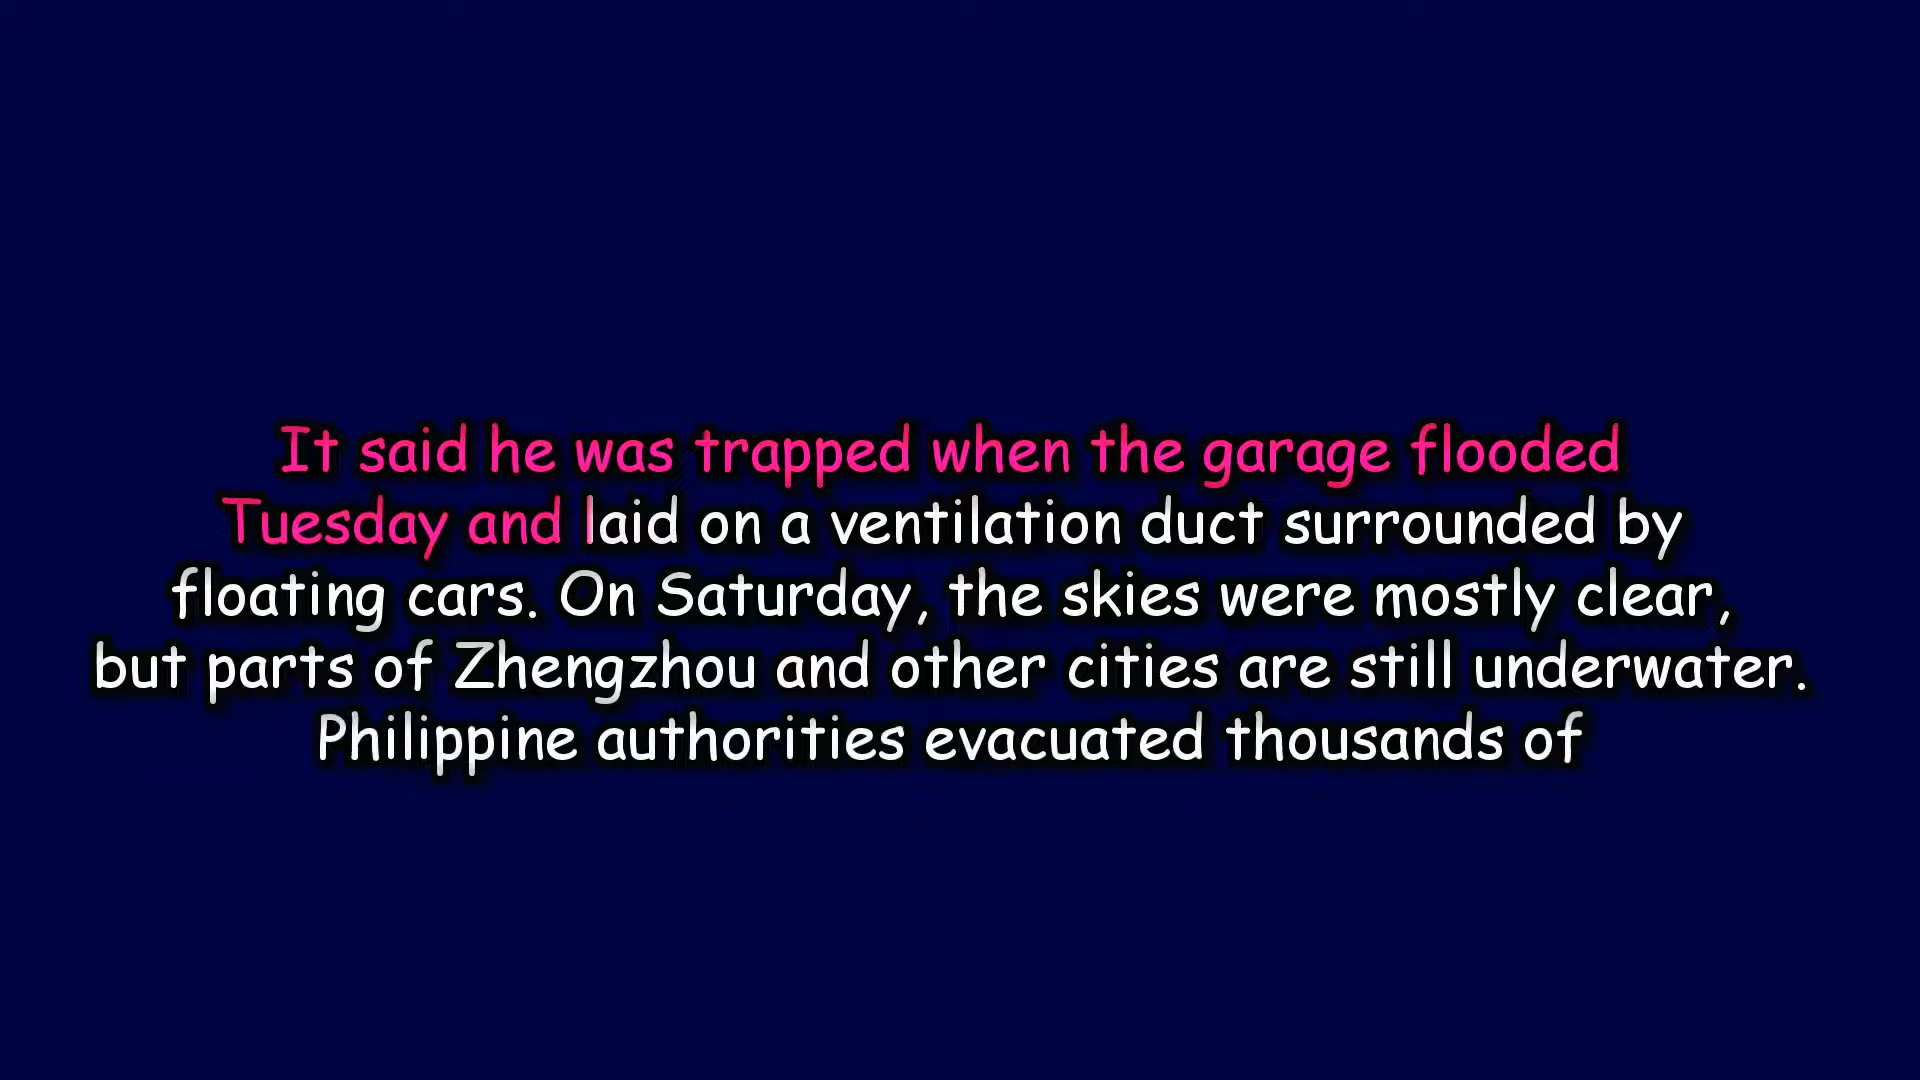 It said he was trapped when the garage flooded
Tuesday and laid on a ventilation duct surrounded by
floating cars. On Saturday, the skies were mostly clear,
but parts of Zhengzhou and other cities are still underwater.
Philippine authorities evacuated thousands of